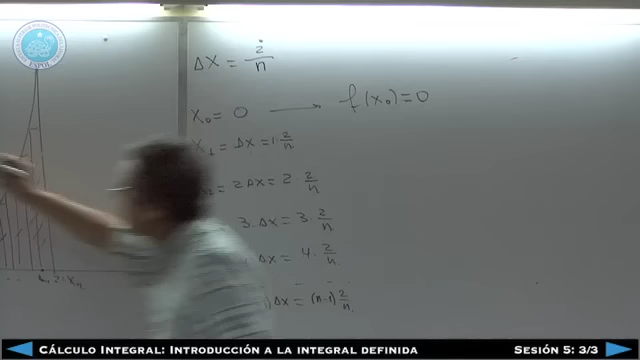 ESPOL
ΔX = 2/n
X₀ = 0 → f(x₀) = 0
X₁ = ΔX = 1·2/n
= 2ΔX = 2·2/n
3·ΔX = 3·2/n
ΔX = 4·2/n
ΔX = (n-1)2/n
Cálculo Integral: Introducción a la integral definida
Sesión 5: 3/3